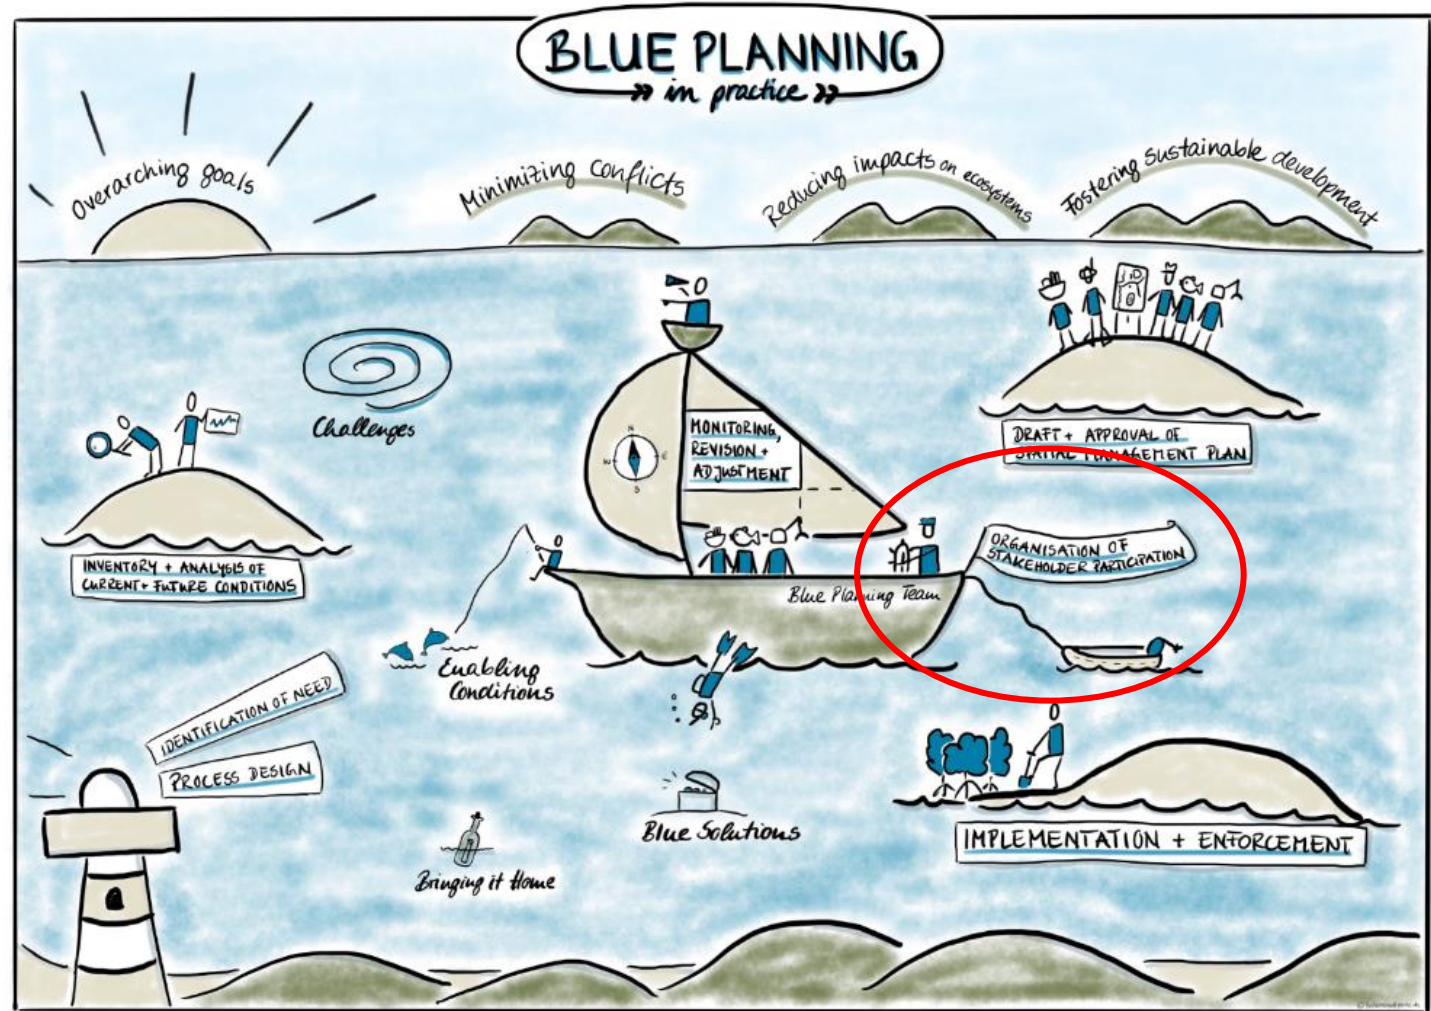 BLUE PLANNING
in practice
Overarching goals
Minimizing conflicts
Reducing impacts on ecosystems
Fostering sustainable development
Challenges
MONITORING,
REVISION +
ADJUSTMENT
N
E
S
W
DRAFT + APPROVAL OF
SPATIAL MANAGEMENT PLAN
INVENTORY + ANALYSIS OF
CURRENT + FUTURE CONDITIONS
ORGANISATION OF
STAKEHOLDER PARTICIPATION
Blue Planning Team
Enabling
Conditions
IDENTIFICATION OF NEED
PROCESS DESIGN
Blue Solutions
Bringing it Home
IMPLEMENTATION + ENFORCEMENT